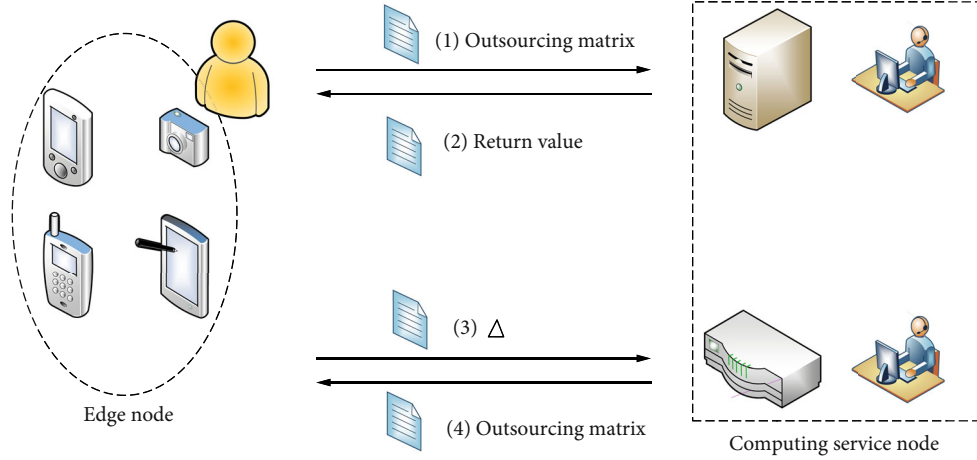 (1) Outsourcing matrix
(2) Return value
(3) Δ
(4) Outsourcing matrix
Edge node
Computing service node